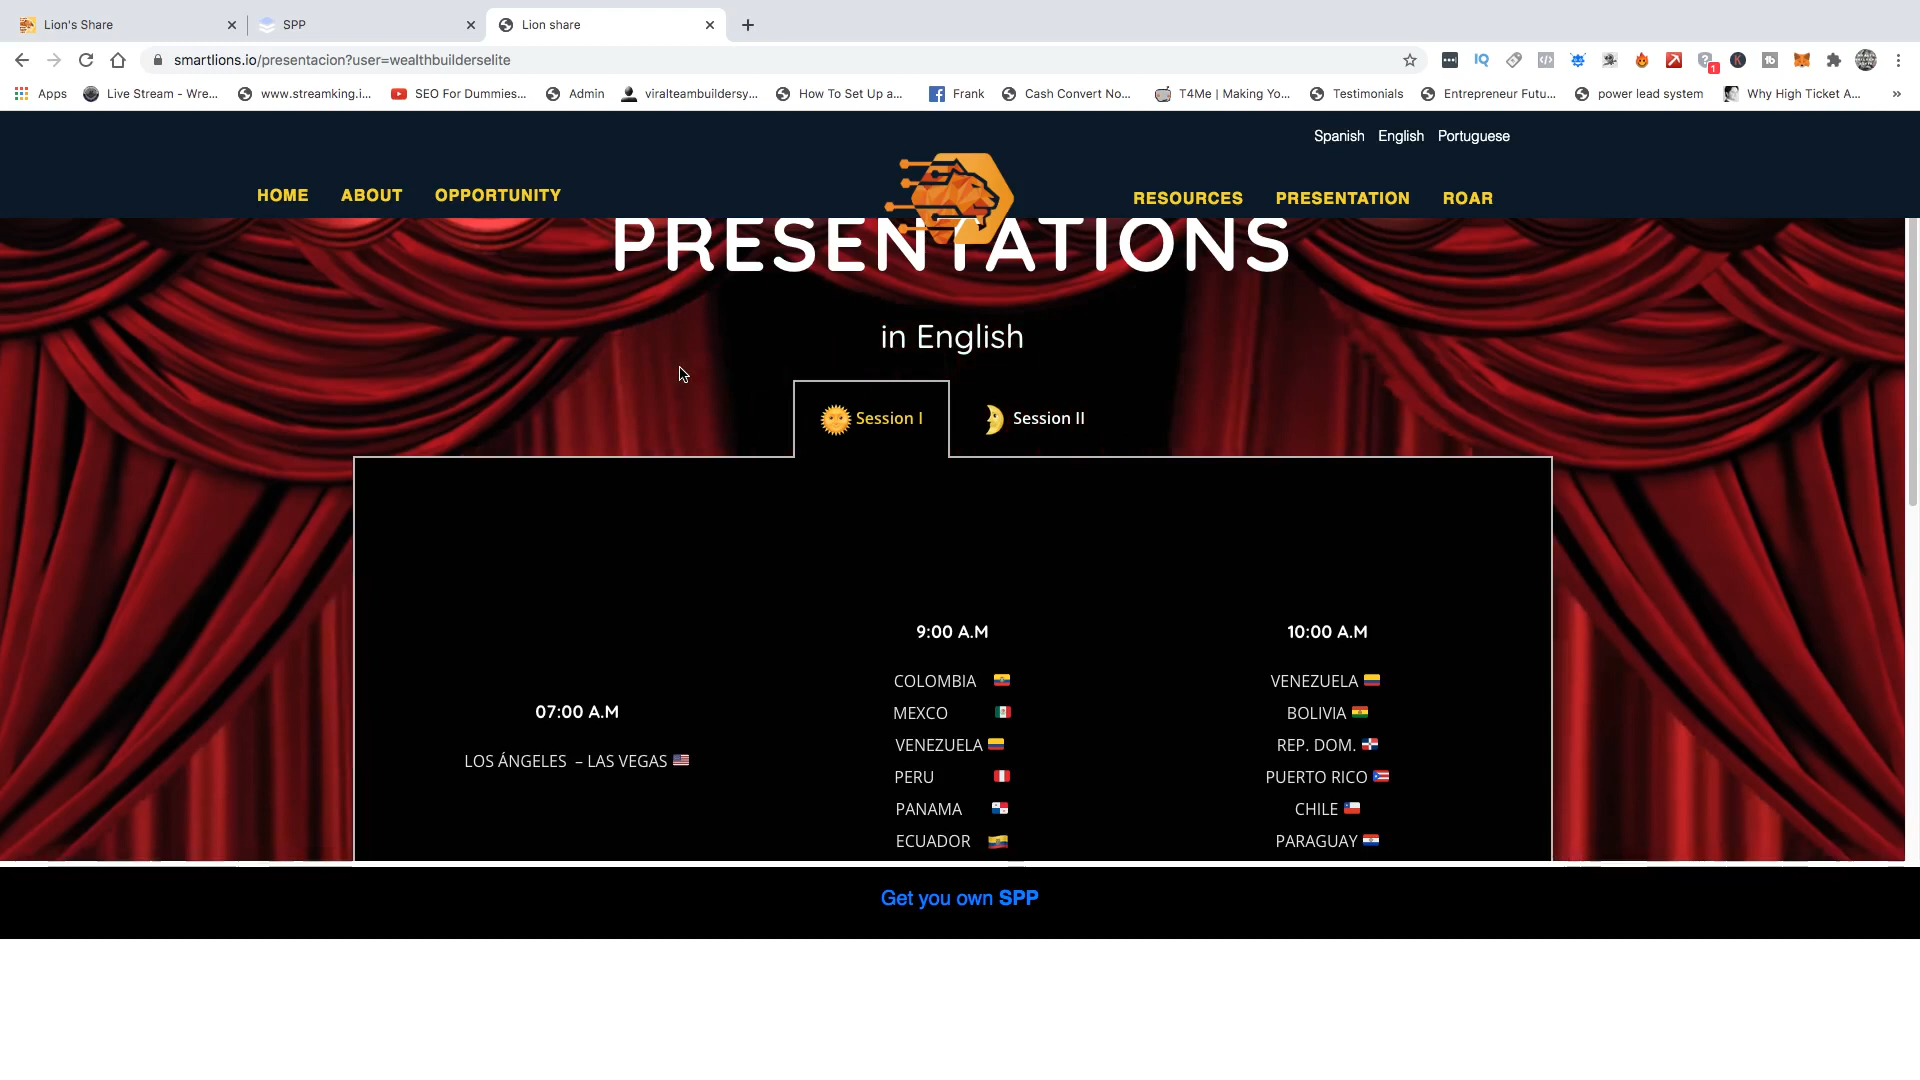 Lion's Share
SPP
Lion share
smartlions.io/presentacion?user=wealthbuilderselite
IQ
1
K
tb
Apps
Live Stream - Wre...
www.streamking.i...
SEO For Dummies...
Admin
viralteambuildersy...
How To Set Up a...
Frank
Cash Convert No...
T4Me | Making Yo...
Testimonials
Entrepreneur Futu...
power lead system
Why High Ticket A...
»
Spanish English Portuguese
HOME ABOUT OPPORTUNITY
RESOURCES PRESENTATION ROAR
PRESENTATIONS
in English
Session I
Session II
07:00 A.M
LOS ÁNGELES – LAS VEGAS
9:00 A.M
COLOMBIA
MEXCO
VENEZUELA
PERU
PANAMA
ECUADOR
10:00 A.M
VENEZUELA
BOLIVIA
REP. DOM.
PUERTO RICO
CHILE
PARAGUAY
Get you own SPP